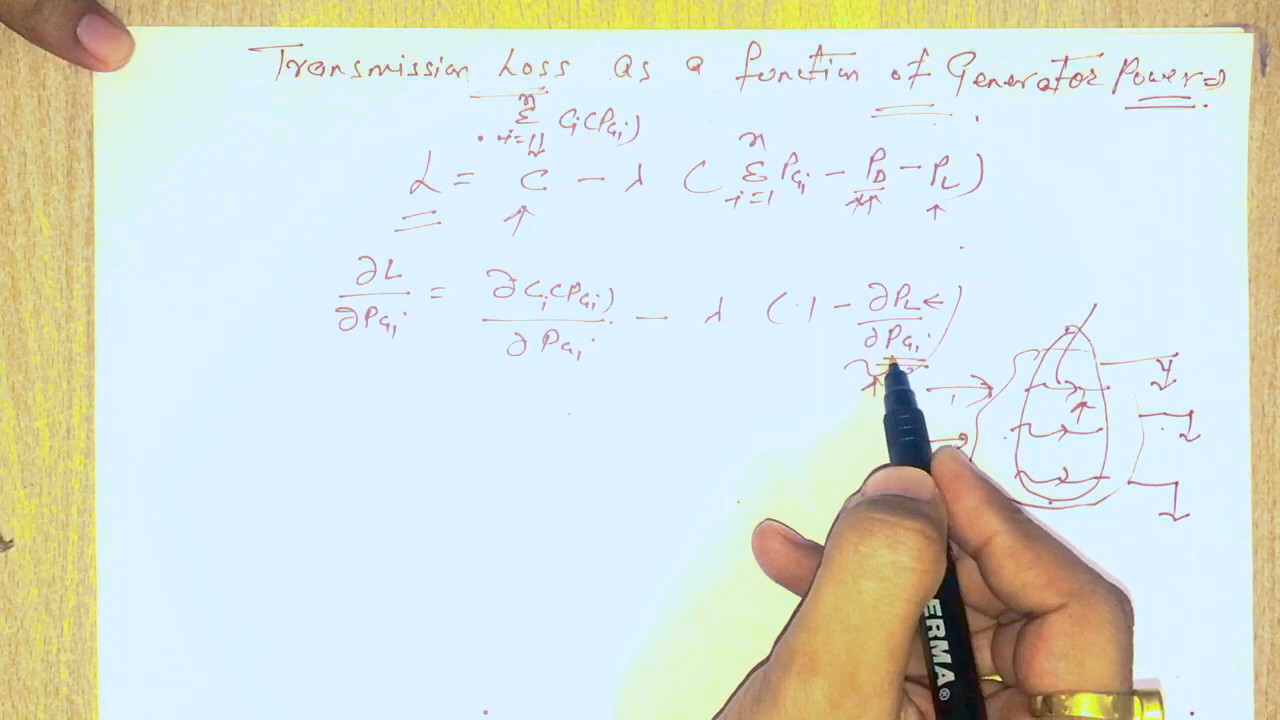 Transmission Loss as a function of Generator Power⇒
n
Σ Ci(PGi)
i=1
L = C - λ ( n Σ i=1 PGi - PD - PL )
∂L / ∂PGi = ∂Ci(PGi) / ∂PGi - λ ( 1 - ∂PL / ∂PGi )
ERMA®